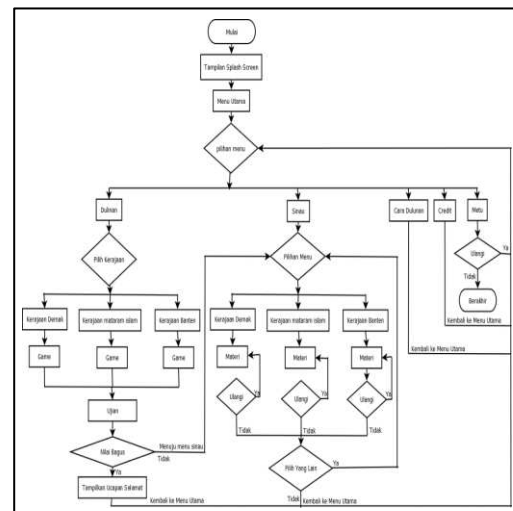 Mulai
Tampilan Splash Screen
Menu Utama
pilihan menu
Dulinan
Sinau
Cara Dulunan
Credit
Metu
Pilih Kerajaan
Pilihan Menu
Ulangi
Ya
Tidak
Berakhir
Kerajaan Demak
Kerajaan mataram islam
Kerajaan Banten
Kerajaan Demak
Kerajaan mataram islam
Kerajaan Banten
Kembali ke Menu Utama
Game
Game
Game
Materi
Materi
Materi
Kembali ke Menu Utama
Ulangi
Ya
Ulangi
Ya
Ulangi
Ya
Ujian
Tidak
Tidak
Tidak
Nilai Bagus
Menuju menu sinau
Tidak
Ya
Pilih Yang Lain
Ya
Tidak
Tampilkan Ucapan Selamat
Kembali ke Menu Utama
Kembali ke Menu Utama